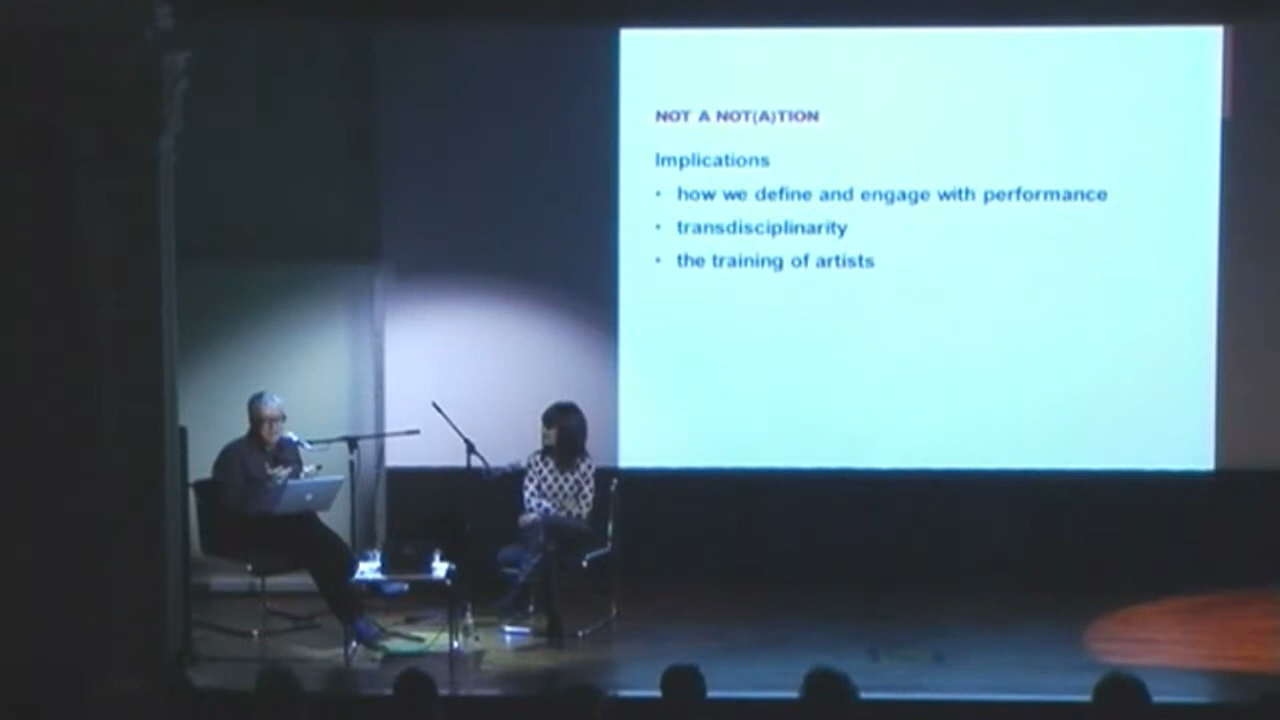 NOT A NOT(A)TION
Implications
• how we define and engage with performance
• transdisciplinarity
• the training of artists